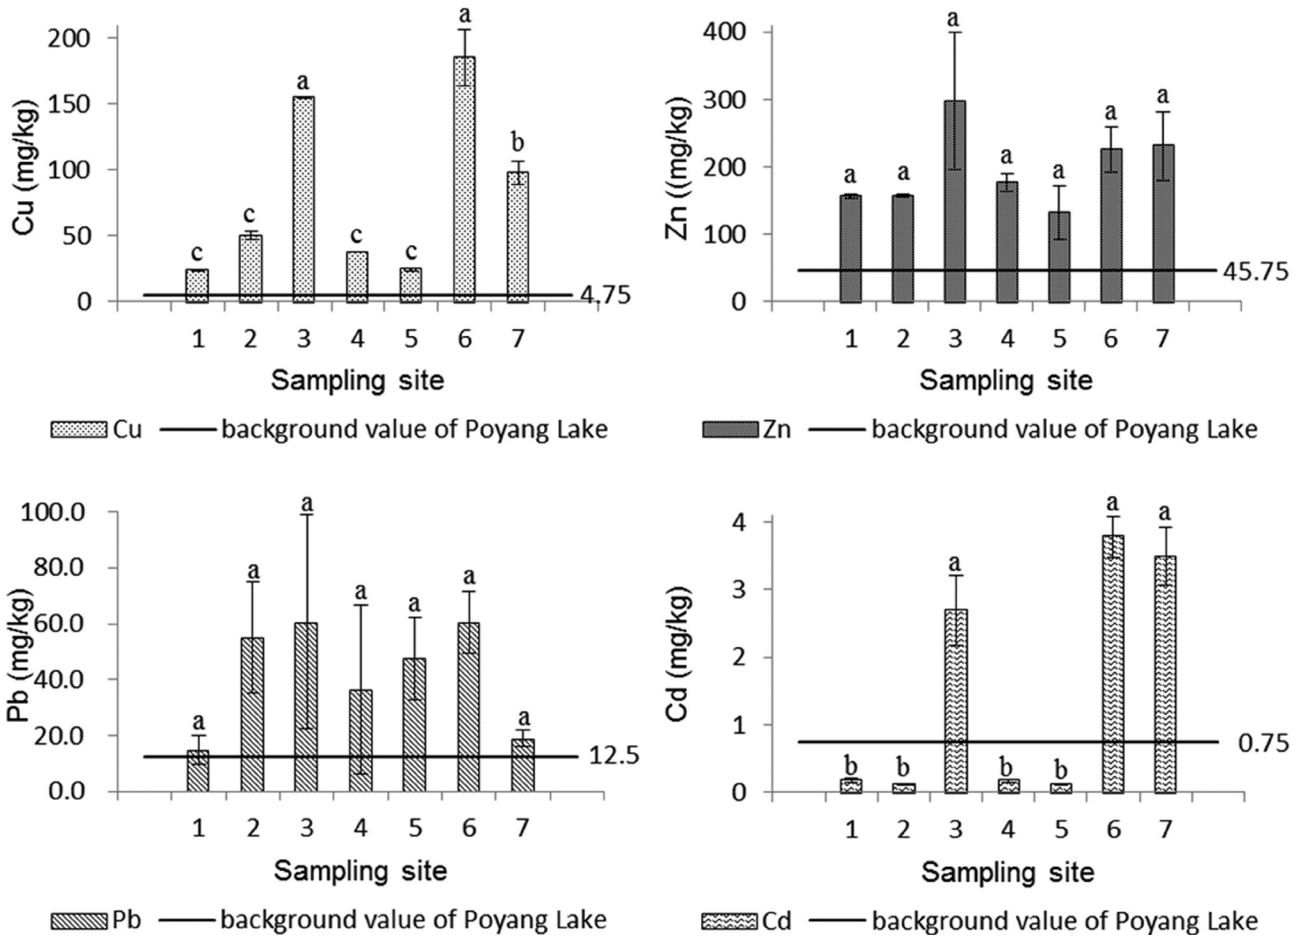 Cu (mg/kg)
200
150
100
50
0
c
c
a
c
c
a
b
4.75
1 2 3 4 5 6 7
Sampling site
Cu background value of Poyang Lake
Zn ((mg/kg)
400
300
200
100
0
a
a
a
a
a
a
a
45.75
1 2 3 4 5 6 7
Sampling site
Zn background value of Poyang Lake
Pb (mg/kg)
100.0
80.0
60.0
40.0
20.0
0.0
a
a
a
a
a
a
a
12.5
1 2 3 4 5 6 7
Sampling site
Pb background value of Poyang Lake
Cd (mg/kg)
4
3
2
1
0
b
b
a
b
b
a
a
0.75
1 2 3 4 5 6 7
Sampling site
Cd background value of Poyang Lake